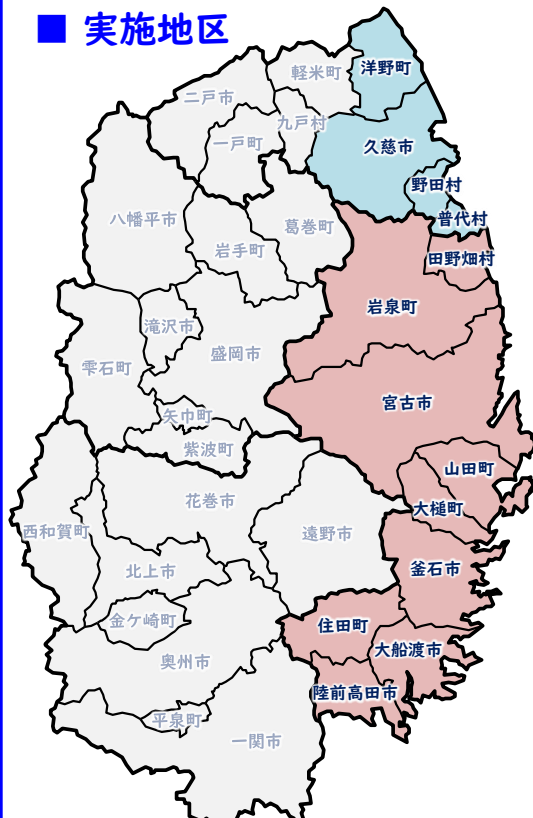 ■ 実施地区
軽米町
洋野町
二戸市
九戸村
一戸町
久慈市
野田村
普代村
八幡平市
葛巻町
岩手町
田野畑村
岩泉町
滝沢市
盛岡市
雫石町
宮古市
矢巾町
紫波町
山田町
花巻市
大槌町
西和賀町
遠野市
北上市
釜石市
金ケ崎町
住田町
大船渡市
奥州市
陸前高田市
平泉町
一関市